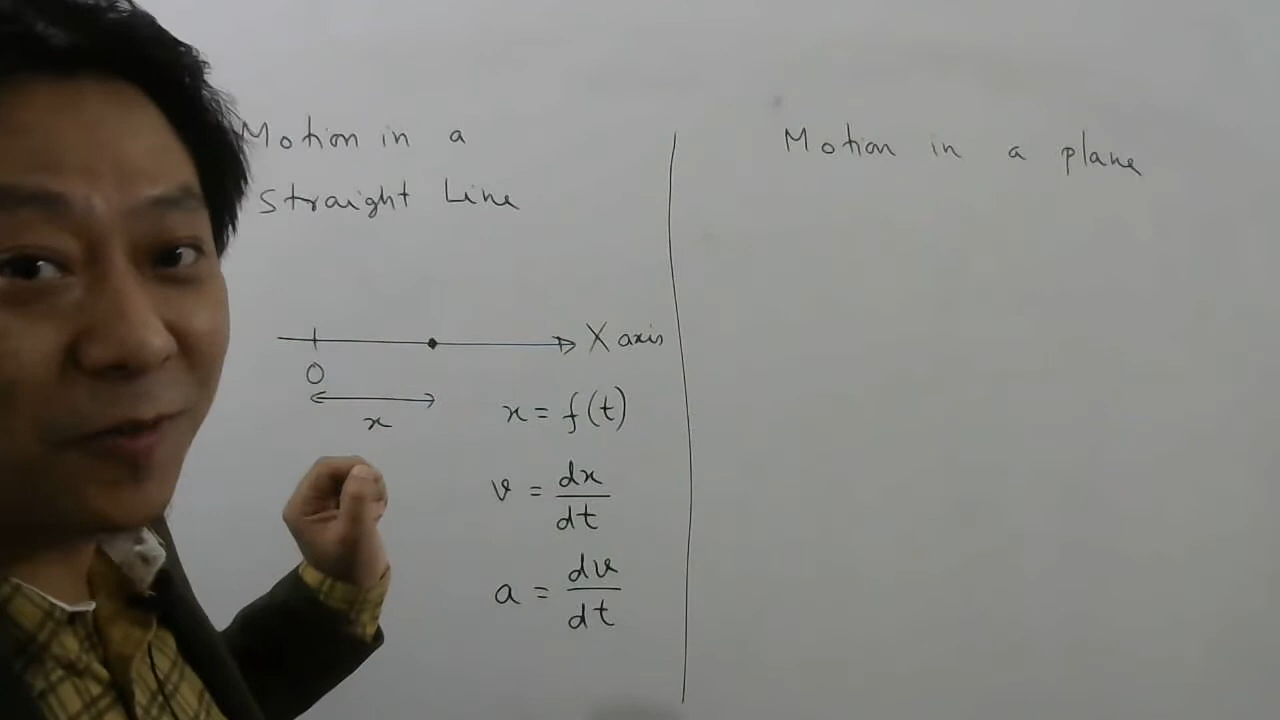 Motion in a
Straight Line
X axis
O
x
x = f(t)
v = dx/dt
a = dv/dt
Motion in a plane